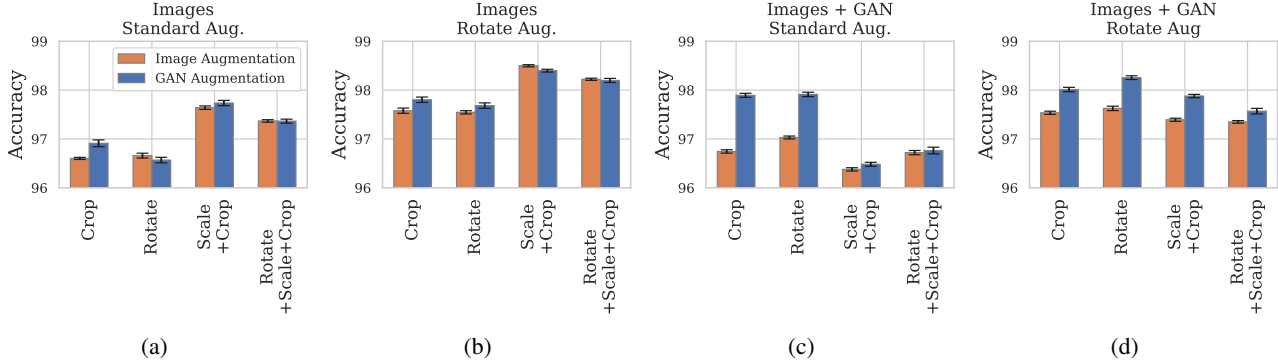 Images
Standard Aug.
99
98
97
96
Accuracy
Image Augmentation
GAN Augmentation
Crop
Rotate
Scale
+Crop
Rotate
+Scale+Crop
(a)
Images
Rotate Aug.
99
98
97
96
Accuracy
Crop
Rotate
Scale
+Crop
Rotate
+Scale+Crop
(b)
Images + GAN
Standard Aug.
99
98
97
96
Accuracy
Crop
Rotate
Scale
+Crop
Rotate
+Scale+Crop
(c)
Images + GAN
Rotate Aug
99
98
97
96
Accuracy
Crop
Rotate
Scale
+Crop
Rotate
+Scale+Crop
(d)